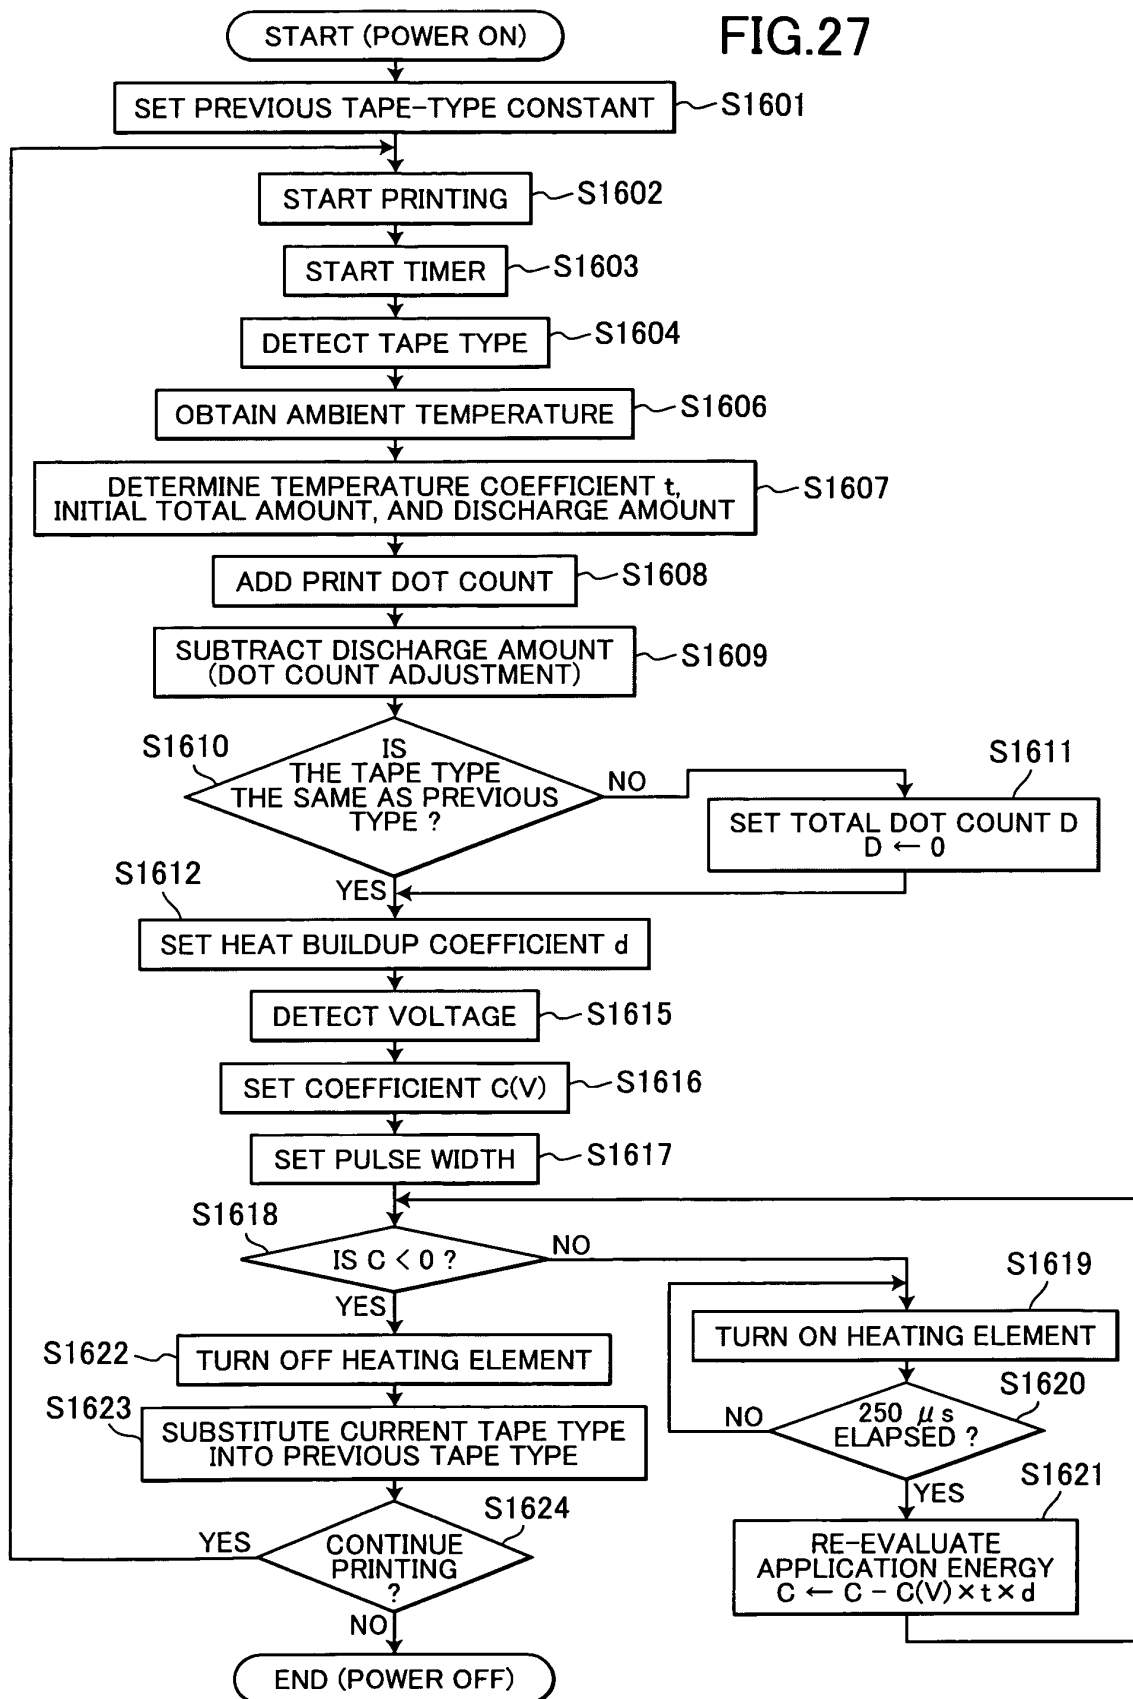 FIG.27
START (POWER ON)
SET PREVIOUS TAPE-TYPE CONSTANT
S1601
START PRINTING
S1602
START TIMER
S1603
DETECT TAPE TYPE
S1604
OBTAIN AMBIENT TEMPERATURE
S1606
DETERMINE TEMPERATURE COEFFICIENT t,
INITIAL TOTAL AMOUNT, AND DISCHARGE AMOUNT
S1607
ADD PRINT DOT COUNT
S1608
SUBTRACT DISCHARGE AMOUNT
(DOT COUNT ADJUSTMENT)
S1609
S1610
IS
THE TAPE TYPE
THE SAME AS PREVIOUS
TYPE ?
NO
S1611
SET TOTAL DOT COUNT D
D ← 0
YES
S1612
SET HEAT BUILDUP COEFFICIENT d
DETECT VOLTAGE
S1615
SET COEFFICIENT C(V)
S1616
SET PULSE WIDTH
S1617
S1618
IS C < 0 ?
NO
YES
S1619
TURN ON HEATING ELEMENT
S1620
250 μs
ELAPSED ?
NO
YES
S1621
RE-EVALUATE
APPLICATION ENERGY
C ← C - C(V)×t×d
S1622
TURN OFF HEATING ELEMENT
S1623
SUBSTITUTE CURRENT TAPE TYPE
INTO PREVIOUS TAPE TYPE
S1624
CONTINUE
PRINTING
?
YES
NO
END (POWER OFF)